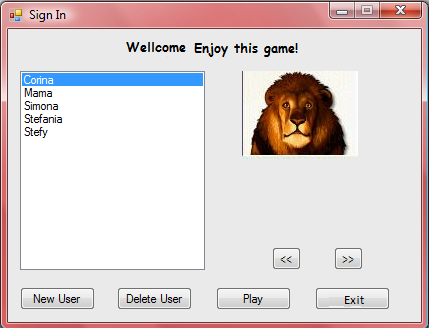 Sign In
Wellcome Enjoy this game!
Corina
Mama
Simona
Stefania
Stefy
<< >>
New User Delete User Play Exit